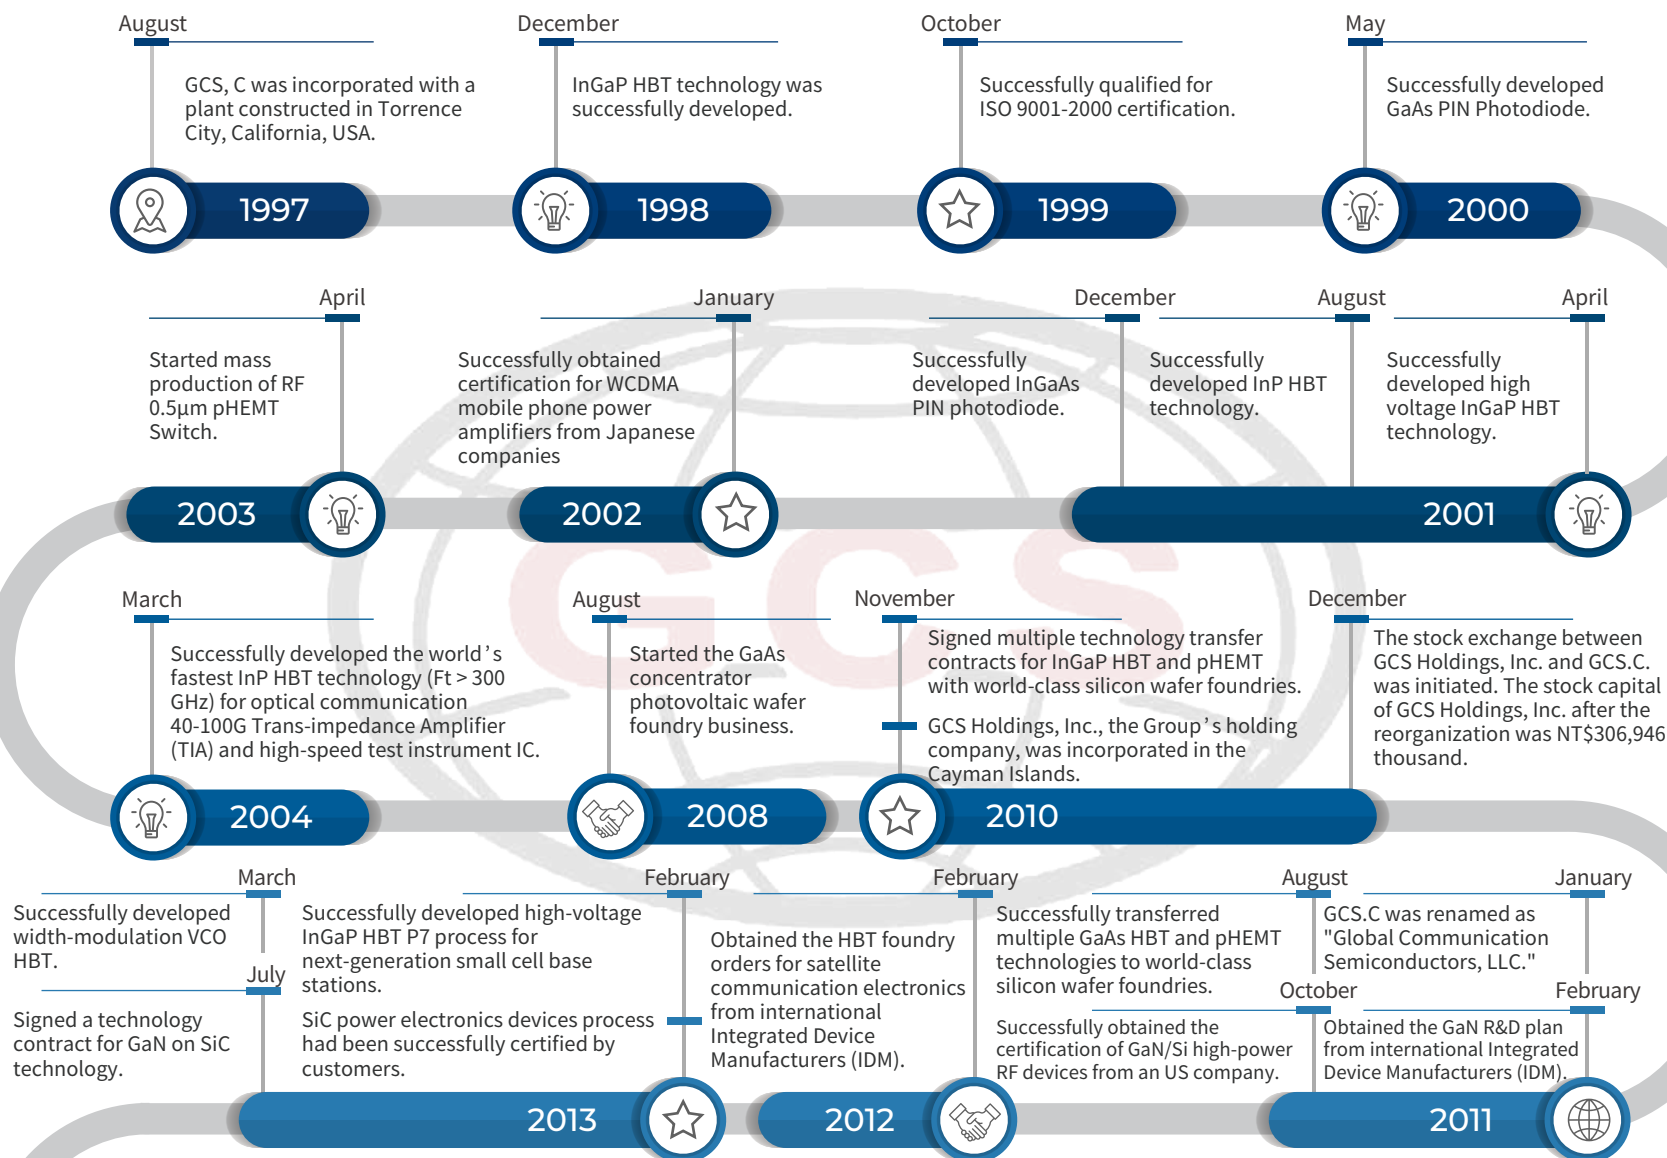 August
GCS, C was incorporated with a
plant constructed in Torrence
City, California, USA.
1997
December
InGaP HBT technology was
successfully developed.
1998
October
Successfully qualified for
ISO 9001-2000 certification.
1999
May
Successfully developed
GaAs PIN Photodiode.
2000
April
Successfully
developed high
voltage InGaP HBT
technology.
August
Successfully
developed InP HBT
technology.
December
Successfully
developed InGaAs
PIN photodiode.
2001
January
Successfully obtained
certification for WCDMA
mobile phone power
amplifiers from Japanese
companies
2002
April
Started mass
production of RF
0.5μm pHEMT
Switch.
2003
GCS
March
Successfully developed the world’s
fastest InP HBT technology (Ft > 300
GHz) for optical communication
40-100G Trans-impedance Amplifier
(TIA) and high-speed test instrument IC.
2004
August
Started the GaAs
concentrator
photovoltaic wafer
foundry business.
2008
November
Signed multiple technology transfer
contracts for InGaP HBT and pHEMT
with world-class silicon wafer foundries.
GCS Holdings, Inc., the Group’s holding
company, was incorporated in the
Cayman Islands.
December
The stock exchange between
GCS Holdings, Inc. and GCS.C.
was initiated. The stock capital
of GCS Holdings, Inc. after the
reorganization was NT$306,946
thousand.
2010
January
GCS.C was renamed as
"Global Communication
Semiconductors, LLC."
February
Obtained the GaN R&D plan
from international Integrated
Device Manufacturers (IDM).
August
Successfully transferred
multiple GaAs HBT and pHEMT
technologies to world-class
silicon wafer foundries.
October
Successfully obtained the
certification of GaN/Si high-power
RF devices from an US company.
2011
February
Obtained the HBT foundry
orders for satellite
communication electronics
from international
Integrated Device
Manufacturers (IDM).
2012
February
Successfully developed high-voltage
InGaP HBT P7 process for
next-generation small cell base
stations.
SiC power electronics devices process
had been successfully certified by
customers.
March
Successfully developed
width-modulation VCO
HBT.
July
Signed a technology
contract for GaN on SiC
technology.
2013